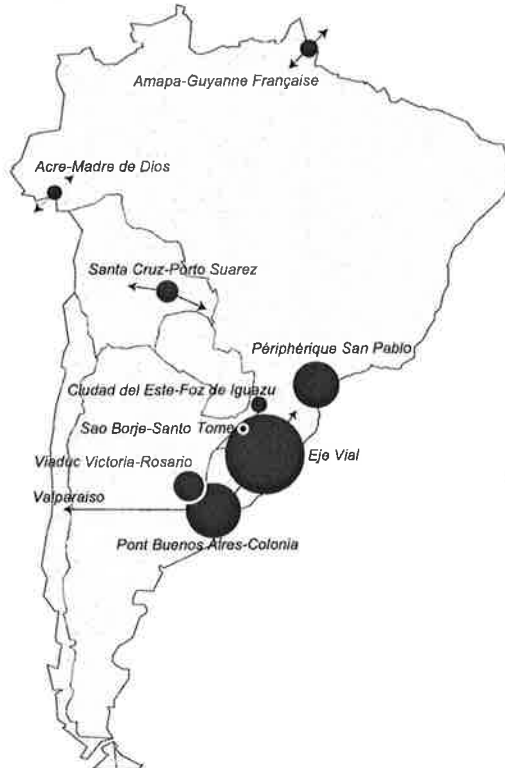 Amapa-Guyanne Française
Acre-Madre de Dios
Santa Cruz-Porto Suarez
Périphérique San Pablo
Ciudad del Este-Foz de Iguazu
Sao Borje-Santo Tome
Eje Vial
Viaduc Victoria-Rosario
Valparaiso
Pont Buenos Aires-Colonia